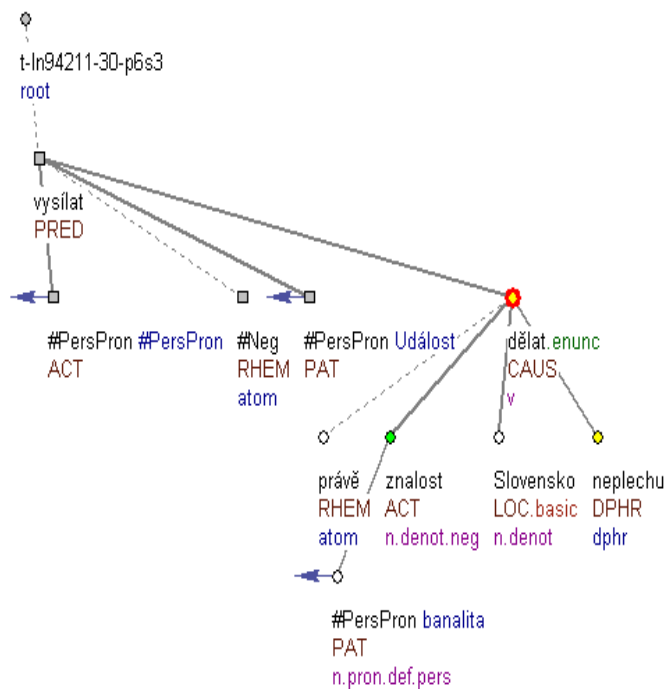 t-ln94211-30-p6s3
root
vysílat
PRED
#PersPron #PersPron #Neg #PersPron Událost dělat.enunc
ACT RHEM PAT CAUS
atom v
právě znalost Slovensko neplechu
RHEM ACT LOC.basic DPHR
atom n.denot.neg n.denot dphr
#PersPron banalita
PAT
n.pron.def.pers